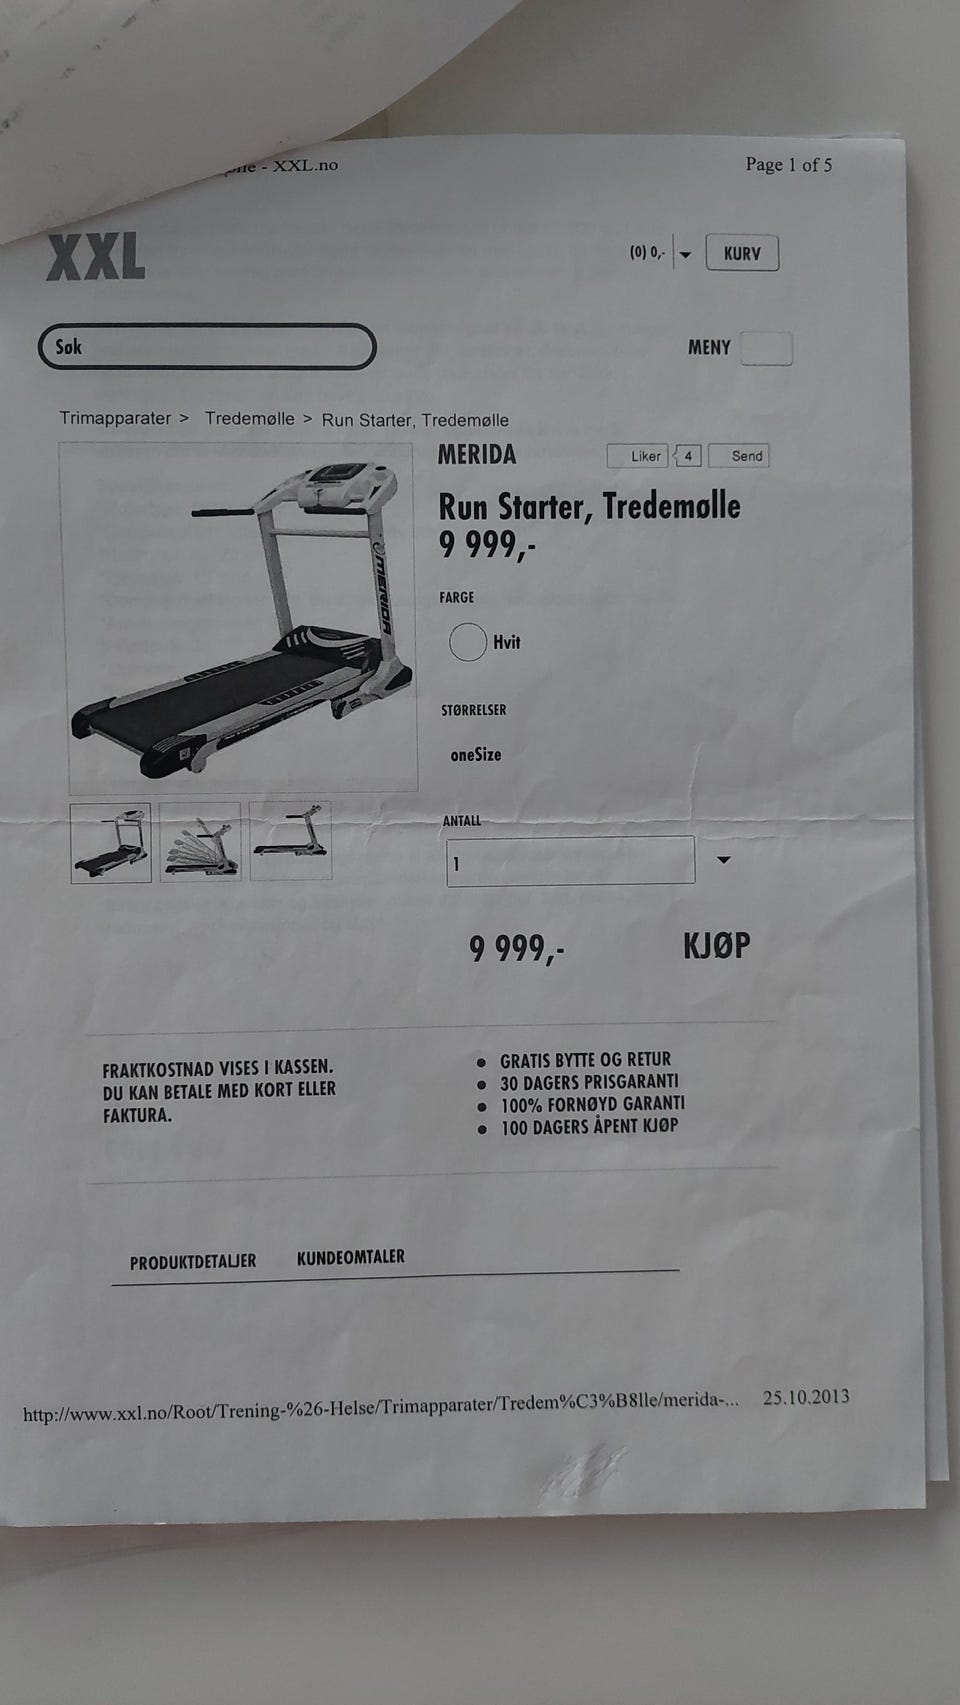 - XXL.no
Page 1 of 5
XXL
(0) 0,-
KURV
Søk
MENY
Trimapparater > Tredemølle > Run Starter, Tredemølle
MERIDA
Liker 4 Send
Run Starter, Tredemølle
9 999,-
MERIDA
FARGE
Hvit
STØRRELSER
oneSize
ANTALL
1
9 999,-
KJØP
FRAKTKOSTNAD VISES I KASSEN.
DU KAN BETALE MED KORT ELLER
FAKTURA.
• GRATIS BYTTE OG RETUR
• 30 DAGERS PRISGARANTI
• 100% FORNØYD GARANTI
• 100 DAGERS ÅPENT KJØP
PRODUKTDETALJER KUNDEOMTALER
http://www.xxl.no/Root/Trening-%26-Helse/Trimapparater/Tredem%C3%B8lle/merida-... 25.10.2013